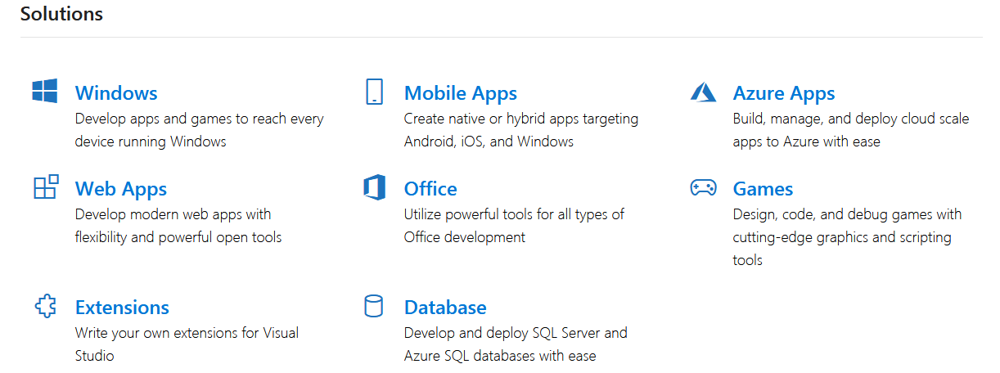 Solutions
Windows
Develop apps and games to reach every
device running Windows
Mobile Apps
Create native or hybrid apps targeting
Android, iOS, and Windows
Azure Apps
Build, manage, and deploy cloud scale
apps to Azure with ease
Web Apps
Develop modern web apps with
flexibility and powerful open tools
Office
Utilize powerful tools for all types of
Office development
Games
Design, code, and debug games with
cutting-edge graphics and scripting
tools
Extensions
Write your own extensions for Visual
Studio
Database
Develop and deploy SQL Server and
Azure SQL databases with ease